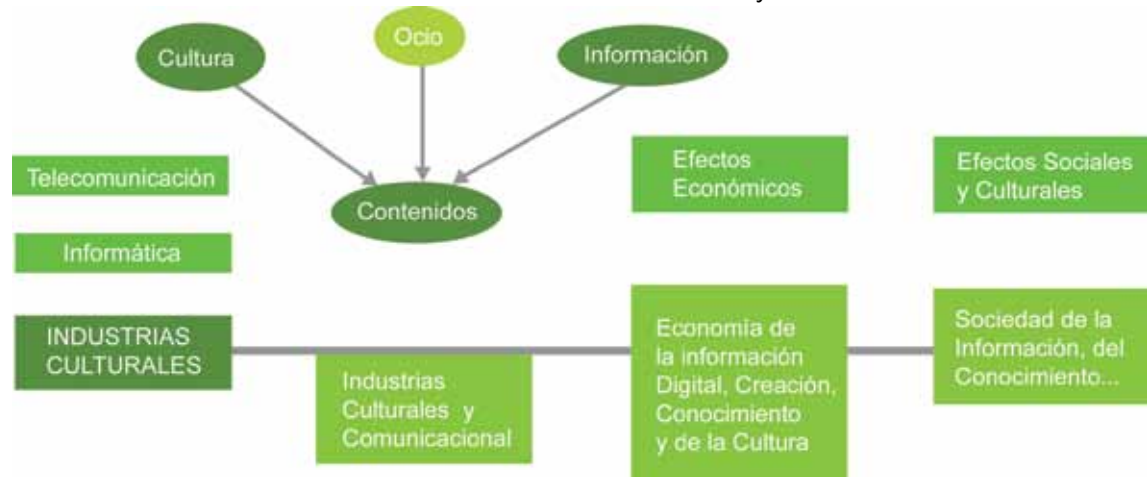 Ocio
Cultura
Información
Telecomunicación
Contenidos
Efectos
Económicos
Efectos Sociales
y Culturales
Informática
INDUSTRIAS
CULTURALES
Industrias
Culturales y
Comunicacional
Economía de
la información
Digital, Creación,
Conocimiento
y de la Cultura
Sociedad de la
Información, del
Conocimiento...